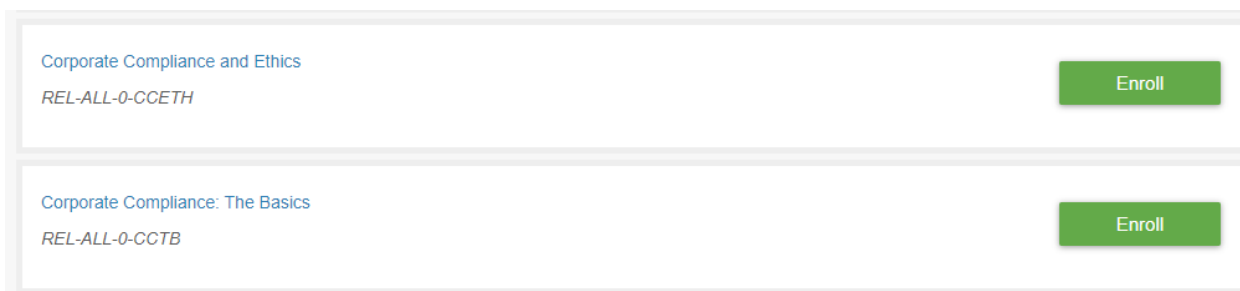 Corporate Compliance and Ethics
REL-ALL-0-CCETH
Enroll
Corporate Compliance: The Basics
REL-ALL-0-CCTB
Enroll